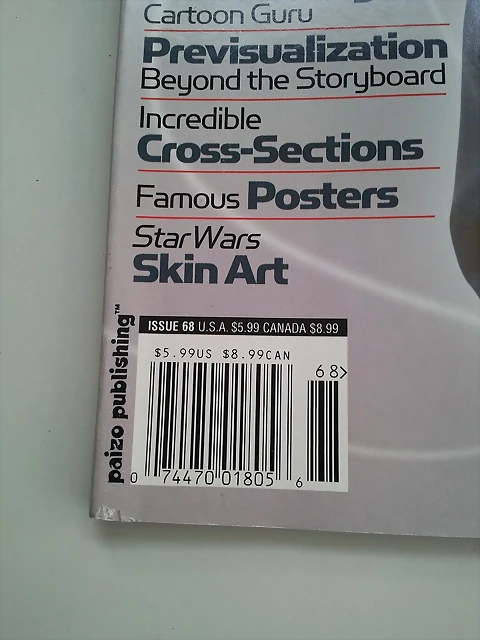 Cartoon Guru
Previsualization
Beyond the Storyboard
Incredible
Cross-Sections
Famous Posters
Star Wars
Skin Art
ISSUE 68 U.S.A. $5.99 CANADA $8.99
$5.99US $8.99CAN
68>
0 74470 01805 6
paizo publishing™